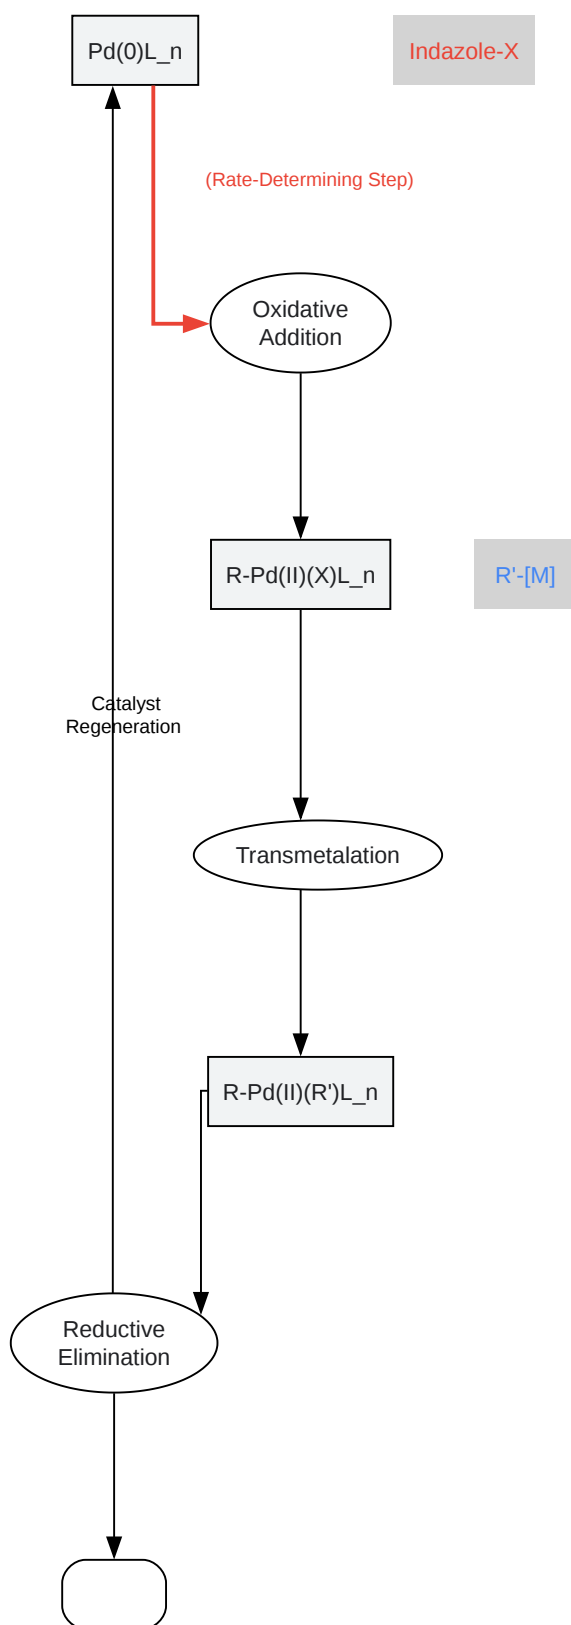 Pd(0)L_n
Indazole-X
(Rate-Determining Step)
Oxidative
Addition
R-Pd(II)(X)L_n
R'-[M]
Catalyst
Regeneration
Transmetalation
R-Pd(II)(R')L_n
Reductive
Elimination